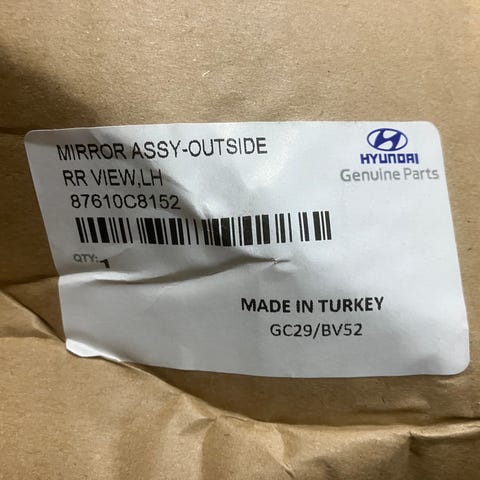 MIRROR ASSY-OUTSIDE
RR VIEW,LH
87610C8152
QTY: 1
HYUNDAI
Genuine Parts
MADE IN TURKEY
GC29/BV52